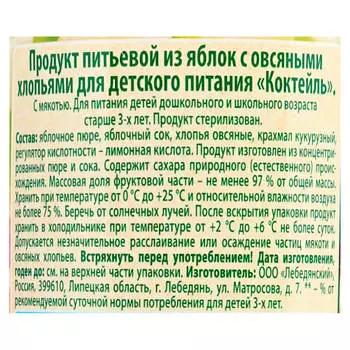 Продукт питьевой из яблок с овсяными
хлопьями для детского питания «Коктейль».
С мякотью. Для питания детей дошкольного и школьного возраста
старше 3-х лет. Продукт стерилизован.
Состав: яблочное пюре, яблочный сок, хлопья овсяные, крахмал кукурузный,
регулятор кислотности – лимонная кислота. Продукт изготовлен из концентри-
рованных пюре и сока. Содержит сахара природного (естественного) проис-
хождения. Массовая доля фруктовой части – не менее 97 % от общей массы.
Хранить при температуре от 0 °С до +25 °С и относительной влажности воздуха
не более 75 %. Беречь от солнечных лучей. После вскрытия упаковки продукт
хранить в холодильнике при температуре от +2 °С до +6 °С не более суток.
Допускается незначительное расслаивание или осаждение частиц мякоти и
овсяных хлопьев. Встряхнуть перед употреблением! Дата изготовления,
годен до: см. на верхней части упаковки. Изготовитель: ООО «Лебедянский»,
Россия, 399610, Липецкая область, г. Лебедянь, ул. Матросова, д. 7. ** – % от
рекомендуемой суточной нормы потребления для детей 3-х лет.